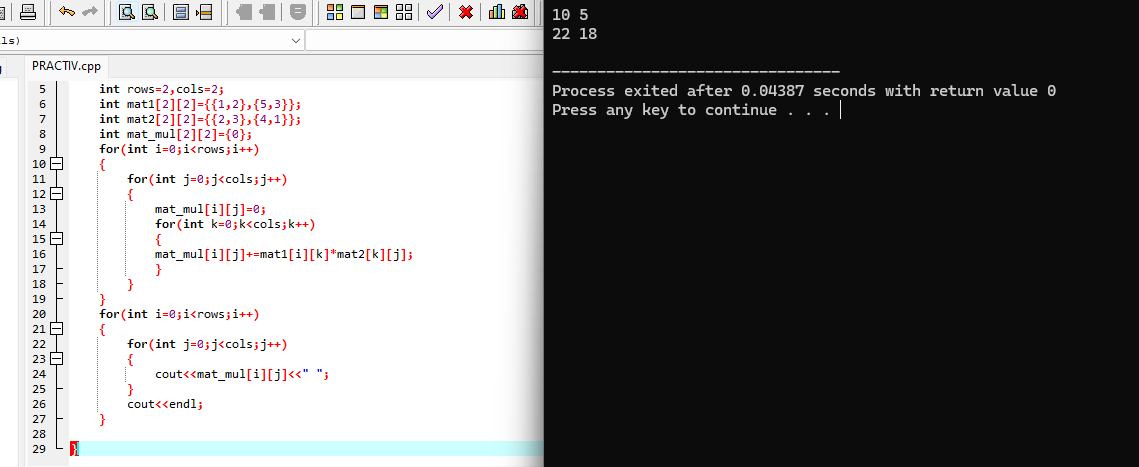 ls)
PRACTIV.cpp
5 int rows=2,cols=2;
6 int mat1[2][2]={{1,2},{5,3}};
7 int mat2[2][2]={{2,3},{4,1}};
8 int mat_mul[2][2]={0};
9 for(int i=0;i<rows;i++)
10 {
11 for(int j=0;j<cols;j++)
12 {
13 mat_mul[i][j]=0;
14 for(int k=0;k<cols;k++)
15 {
16 mat_mul[i][j]+=mat1[i][k]*mat2[k][j];
17 }
18 }
19 }
20 for(int i=0;i<rows;i++)
21 {
22 for(int j=0;j<cols;j++)
23 {
24 cout<<mat_mul[i][j]<<" ";
25 }
26 cout<<endl;
27 }
28
29 }
10 5
22 18
--------------------------------
Process exited after 0.04387 seconds with return value 0
Press any key to continue . . .